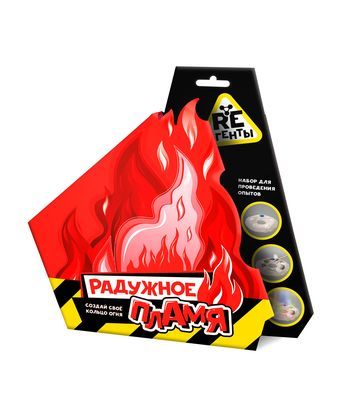 RE
ГЕНТЫ
НАБОР ДЛЯ
ПРОВЕДЕНИЯ
ОПЫТОВ
РАДУЖНОЕ
ПЛАМЯ
СОЗДАЙ СВОЁ
КОЛЬЦО ОГНЯ